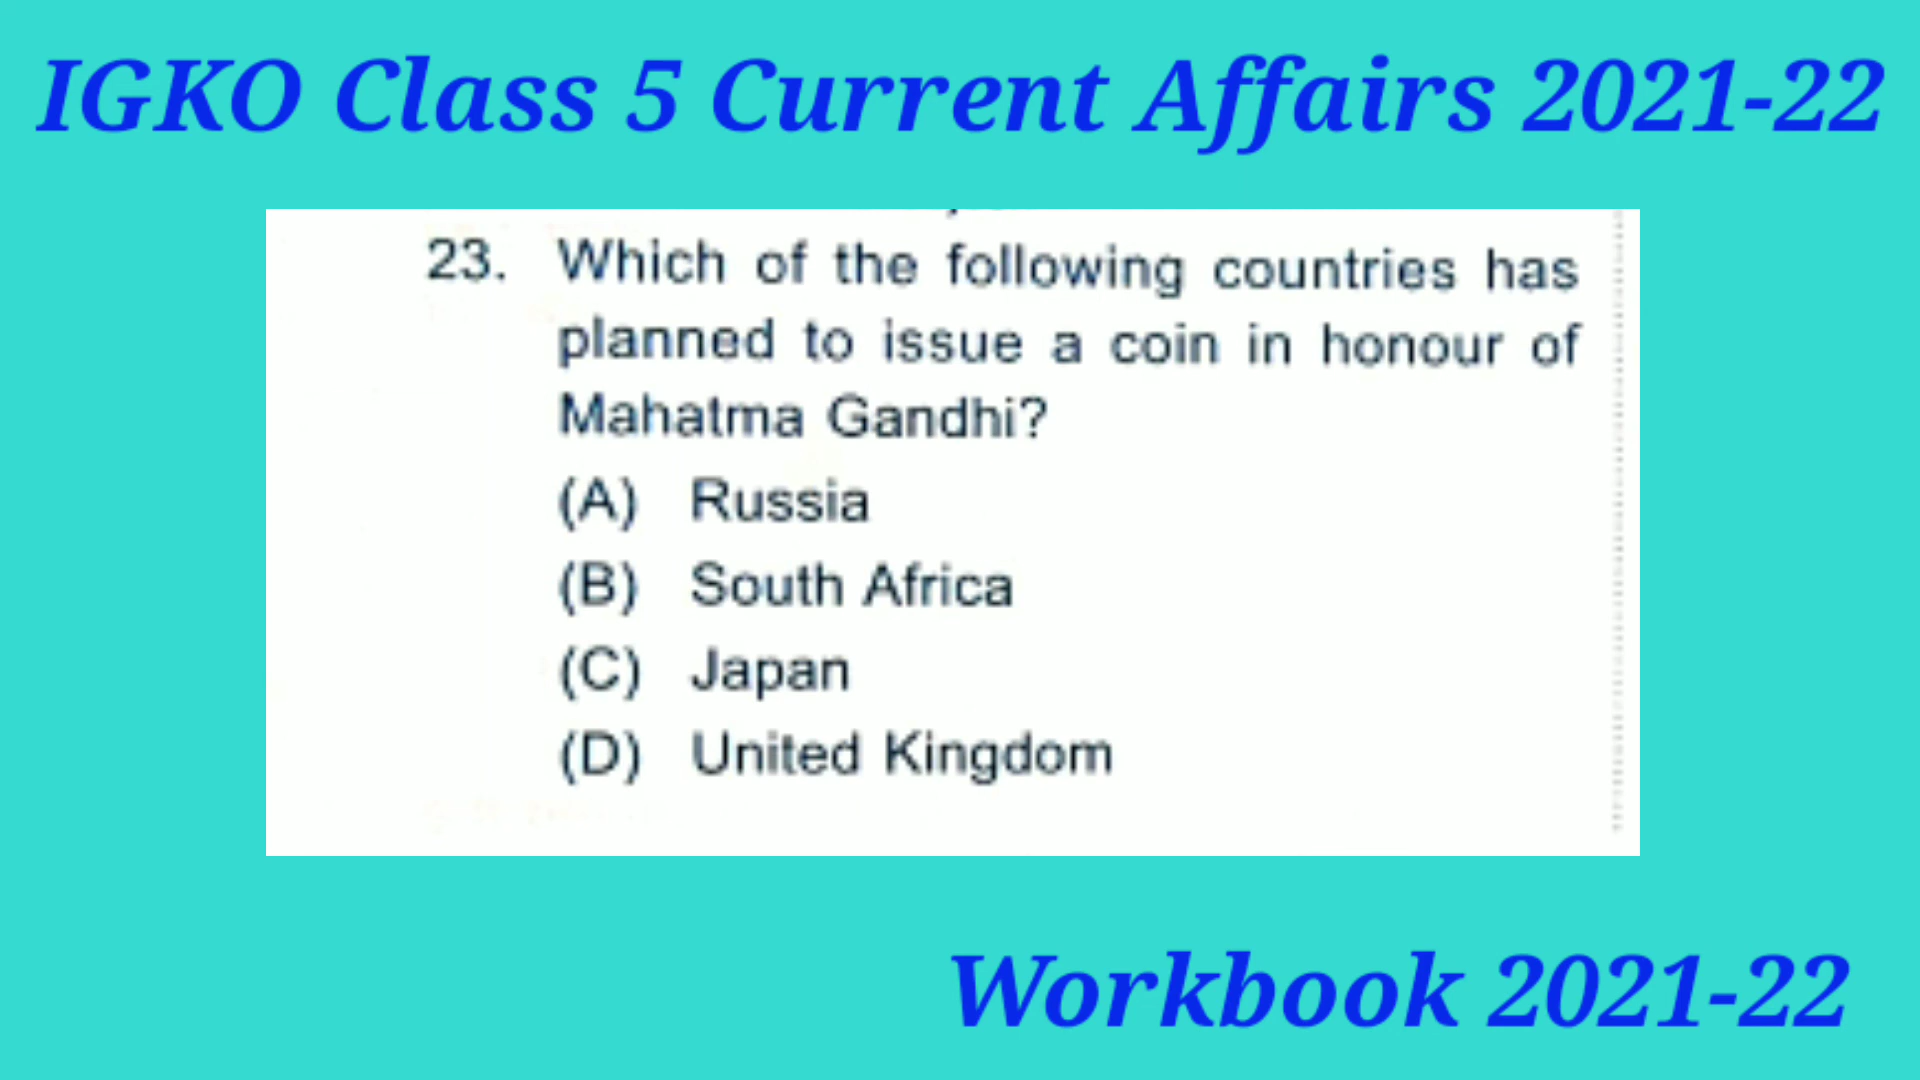 IGKO Class 5 Current Affairs 2021-22
23. Which of the following countries has
planned to issue a coin in honour of
Mahatma Gandhi?
(A) Russia
(B) South Africa
(C) Japan
(D) United Kingdom
Workbook 2021-22